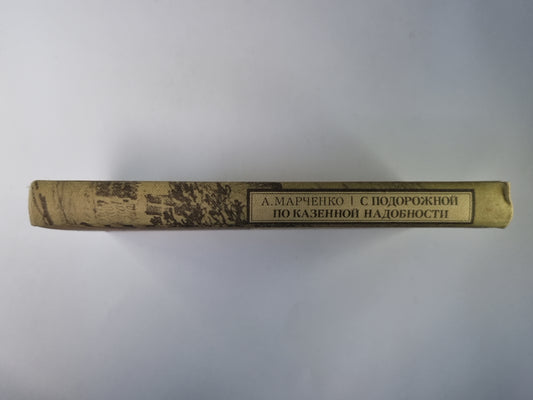 А. МАРЧЕНКО | С ПОДОРОЖНОЙ
ПО КАЗЕННОЙ НАДОБНОСТИ